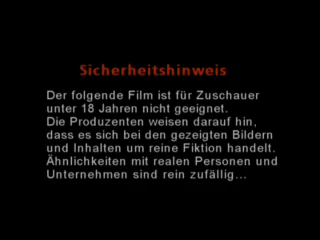 Sicherheitshinweis
Der folgende Film ist für Zuschauer
unter 18 Jahren nicht geeignet.
Die Produzenten weisen darauf hin,
dass es sich bei den gezeigten Bildern
und Inhalten um reine Fiktion handelt.
Ähnlichkeiten mit realen Personen und
Unternehmen sind rein zufällig...